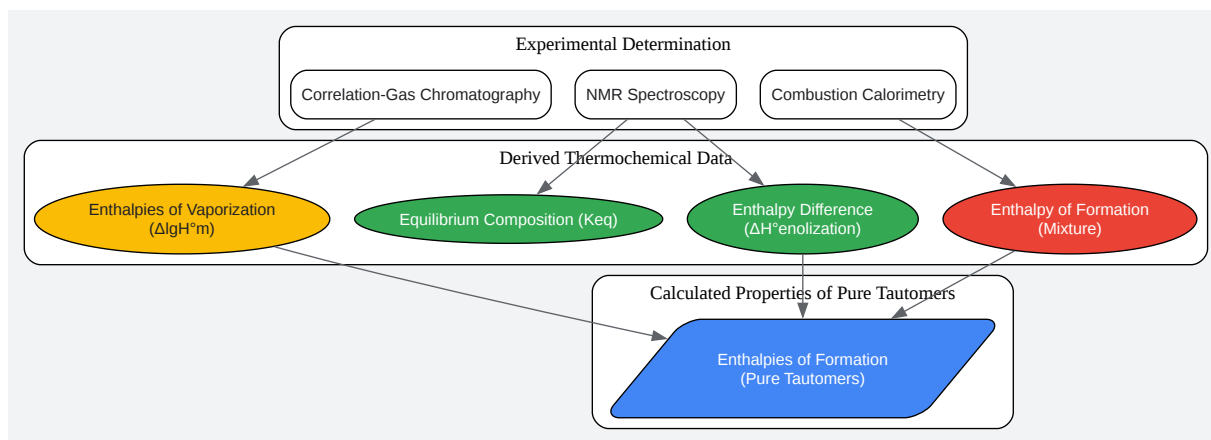 Experimental Determination
Correlation-Gas Chromatography
NMR Spectroscopy
Combustion Calorimetry
Derived Thermochemical Data
Enthalpies of Vaporization
(ΔlgH°m)
Equilibrium Composition (Keq)
Enthalpy Difference
(ΔH°enolization)
Enthalpy of Formation
(Mixture)
Calculated Properties of Pure Tautomers
Enthalpies of Formation
(Pure Tautomers)